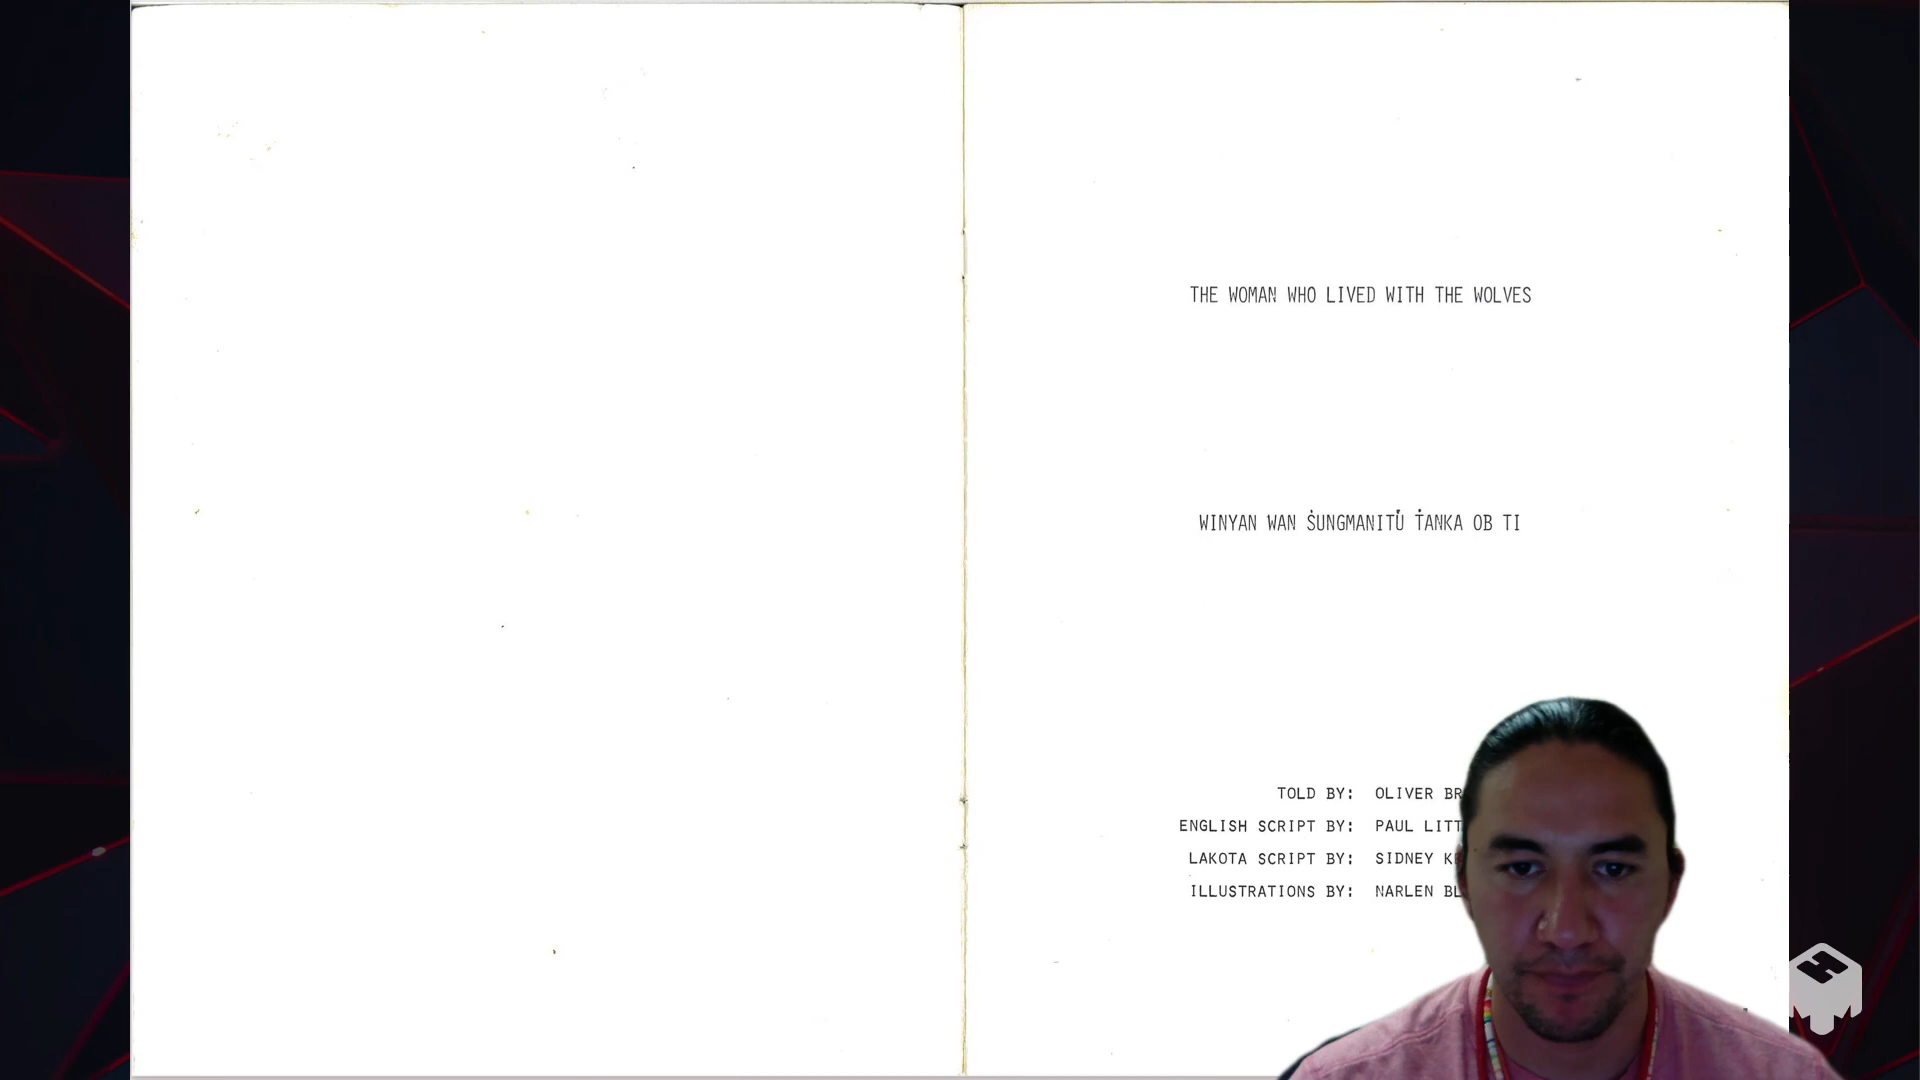 THE WOMAN WHO LIVED WITH THE WOLVES
WINYAN WAN ṠUNGMANITU̇ ṪANKA OB TI
TOLD BY: OLIVER
ENGLISH SCRIPT BY: PAUL
LAKOTA SCRIPT BY: SIDNEY
ILLUSTRATIONS BY: NARLEN